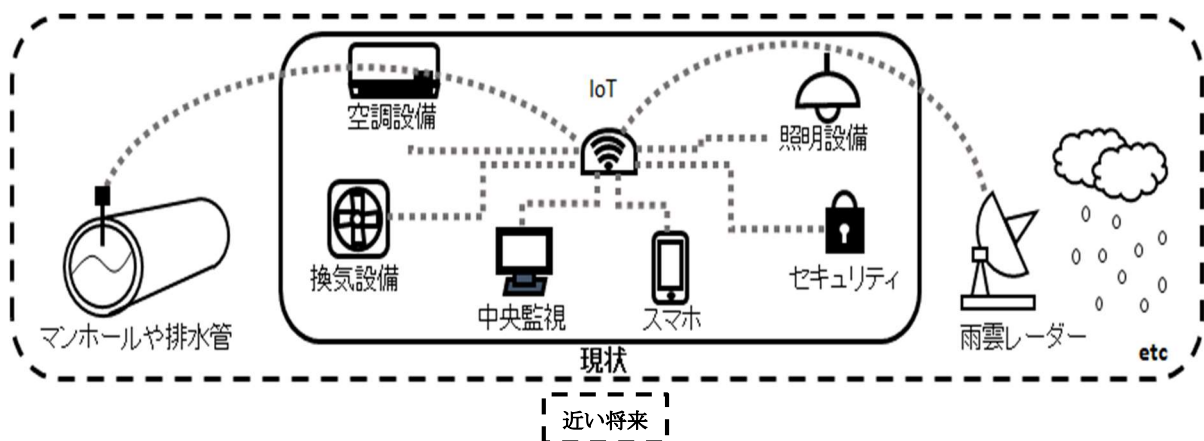 IoT
空調設備
照明設備
換気設備
中央監視
スマホ
セキュリティ
マンホールや排水管
雨雲レーダー
etc
現状
近い将来